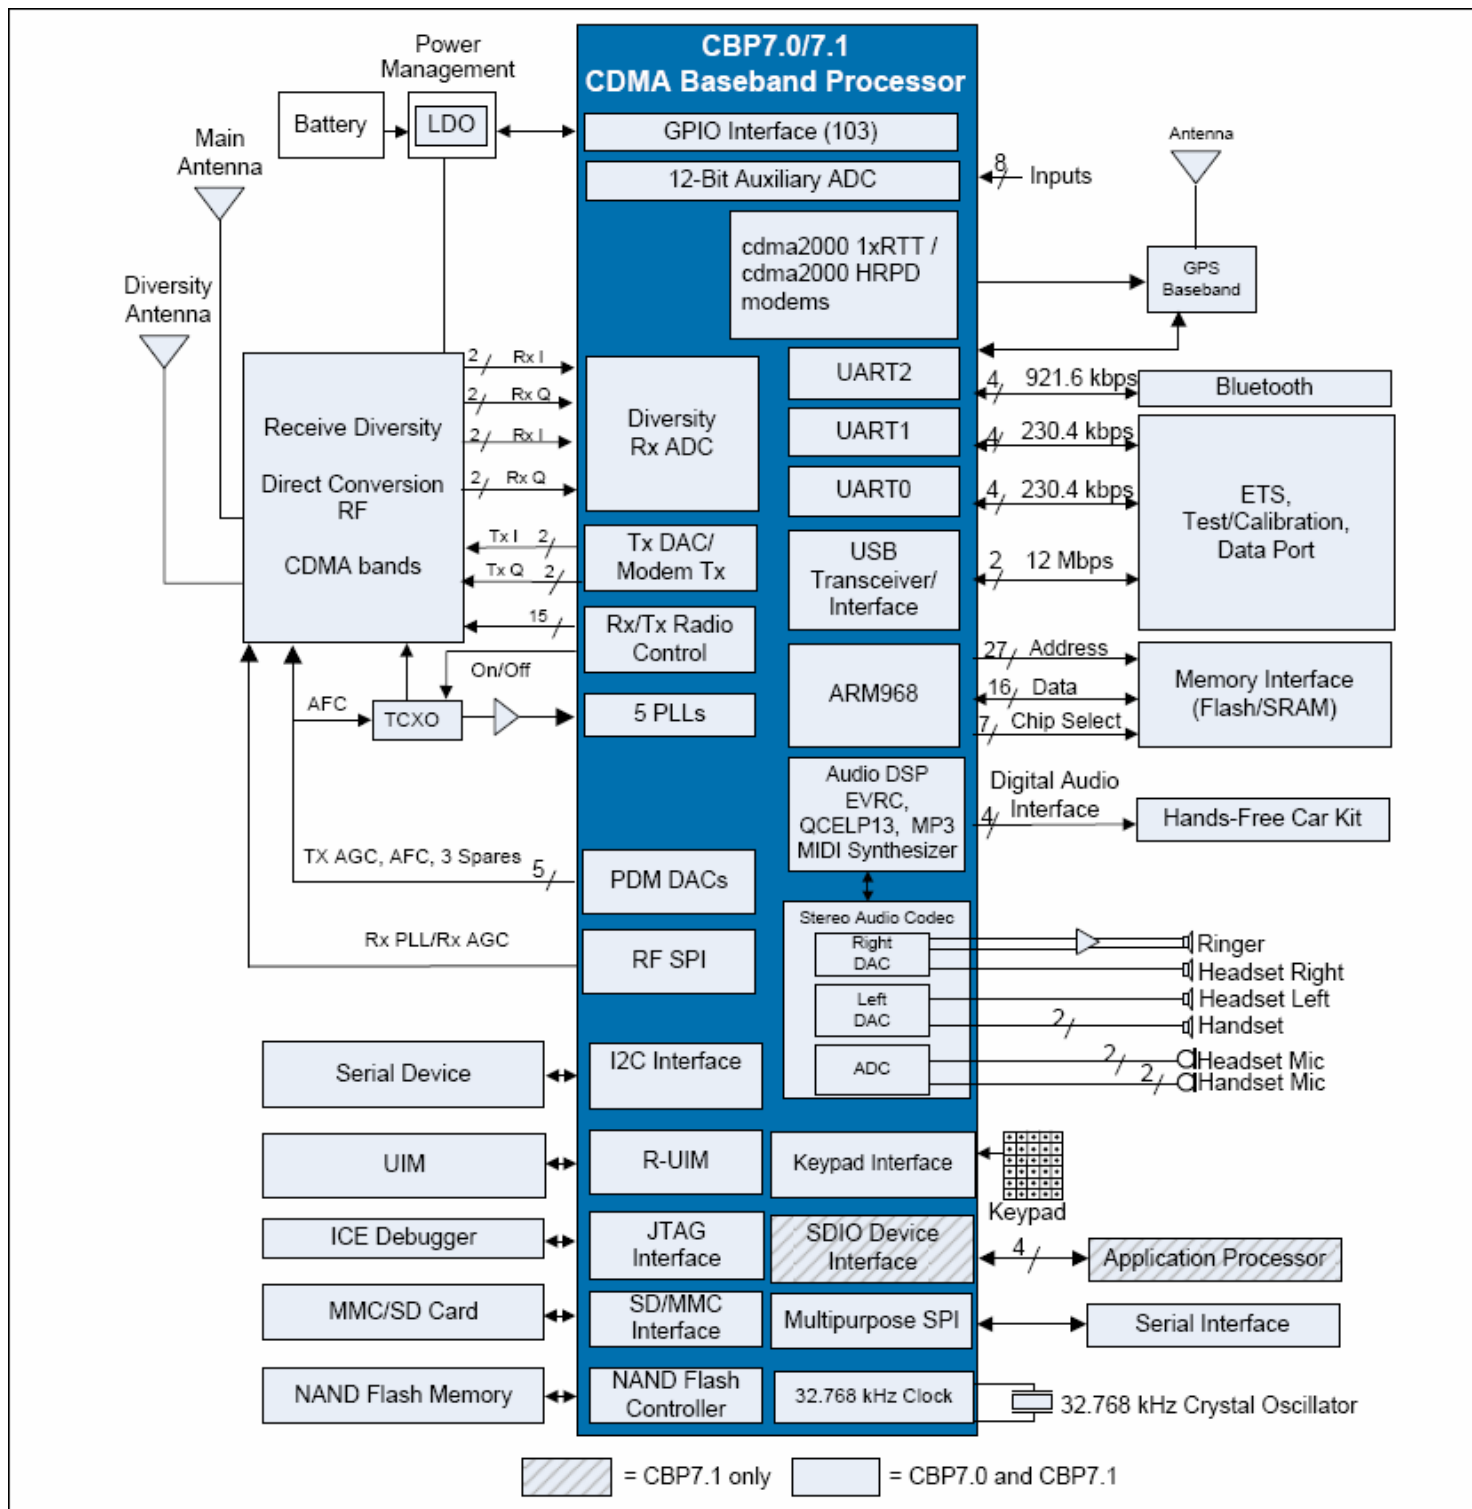 CBP7.0/7.1
CDMA Baseband Processor
Power
Management
Battery
LDO
GPIO Interface (103)
12-Bit Auxiliary ADC
8
Inputs
Antenna
Main
Antenna
cdma2000 1xRTT /
cdma2000 HRPD
modems
GPS
Baseband
Diversity
Antenna
Receive Diversity
Direct Conversion
RF
CDMA bands
2
Rx I
2
Rx Q
2
Rx I
2
Rx Q
Diversity
Rx ADC
UART2
4
921.6 kbps
Bluetooth
UART1
4
230.4 kbps
UART0
4
230.4 kbps
ETS,
Test/Calibration,
Data Port
Tx I
2
Tx Q
2
Tx DAC/
Modem Tx
USB
Transceiver/
Interface
2
12 Mbps
15
Rx/Tx Radio
Control
On/Off
AFC
TCXO
5 PLLs
ARM968
27
Address
16
Data
7
Chip Select
Memory Interface
(Flash/SRAM)
Audio DSP
EVRC,
QCELP13, MP3
MIDI Synthesizer
Digital Audio
Interface
4
Hands-Free Car Kit
TX AGC, AFC, 3 Spares
5
PDM DACs
Rx PLL/Rx AGC
RF SPI
Stereo Audio Codec
Right
DAC
Left
DAC
ADC
Ringer
Headset Right
Headset Left
2
Handset
2
Headset Mic
2
Handset Mic
Serial Device
I2C Interface
UIM
R-UIM
Keypad Interface
Keypad
ICE Debugger
JTAG
Interface
SDIO Device
Interface
4
Application Processor
MMC/SD Card
SD/MMC
Interface
Multipurpose SPI
Serial Interface
NAND Flash Memory
NAND Flash
Controller
32.768 kHz Clock
32.768 kHz Crystal Oscillator
= CBP7.1 only
= CBP7.0 and CBP7.1